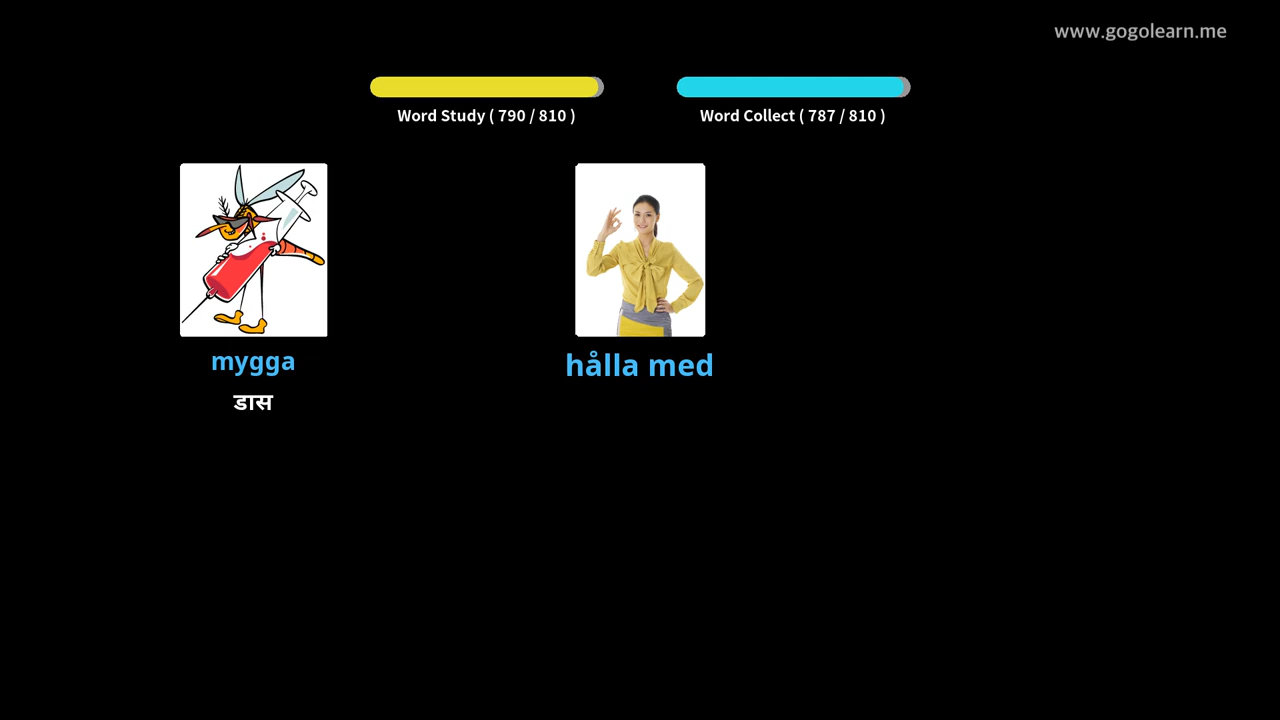 www.gogolearn.me
Word Study ( 790 / 810 )
Word Collect ( 787 / 810 )
mygga
डास
hålla med